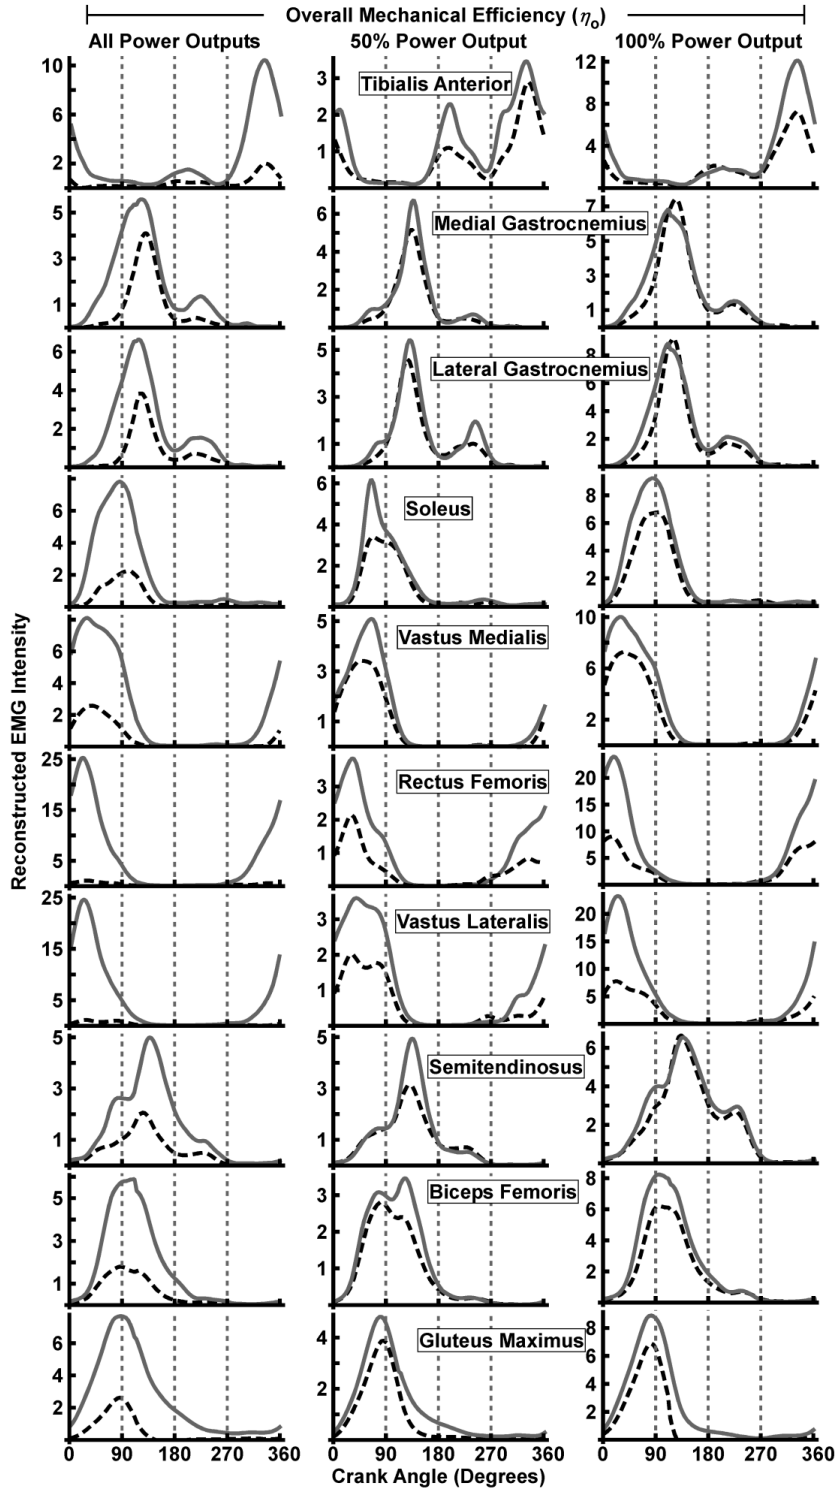 Overall Mechanical Efficiency (ηo)
All Power Outputs 50% Power Output 100% Power Output
Tibialis Anterior
10 6 2
3 2 1
12 8 4
Medial Gastrocnemius
5 3 1
6 4 2
7 5 3 1
Lateral Gastrocnemius
6 4 2
5 3 1
8 6 4 2
Soleus
6 4 2
6 4 2
8 6 4 2
Reconstructed EMG Intensity
Vastus Medialis
6 4 2
5 3 1
10 6 4 2
Rectus Femoris
25 15 5
3 2 1
20 15 10 5
Vastus Lateralis
25 15 5
3 2 1
20 15 10 5
Semitendinosus
5 3 1
5 3 1
6 4 2
Biceps Femoris
5 3 1
3 2 1
8 6 4 2
Gluteus Maximus
6 4 2
4 2
8 6 4 2
0 90 180 270 360 0 90 180 270 360 0 90 180 270 360
Crank Angle (Degrees)